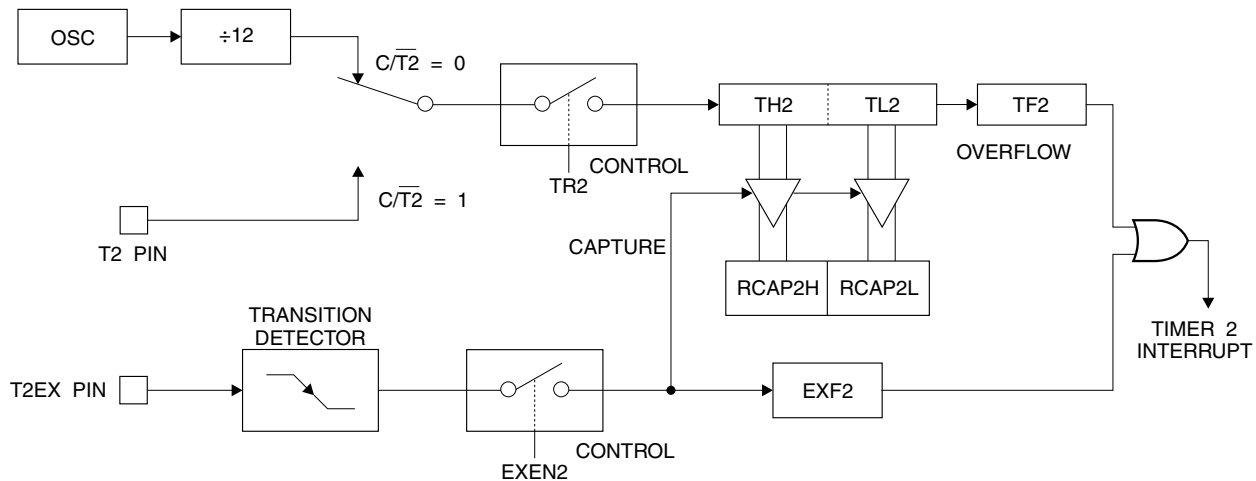 OSC
÷12
C/T2̅ = 0
TH2
TL2
TF2
OVERFLOW
CONTROL
TR2
C/T2̅ = 1
T2 PIN
CAPTURE
RCAP2H
RCAP2L
TRANSITION
DETECTOR
TIMER 2
INTERRUPT
T2EX PIN
EXF2
CONTROL
EXEN2